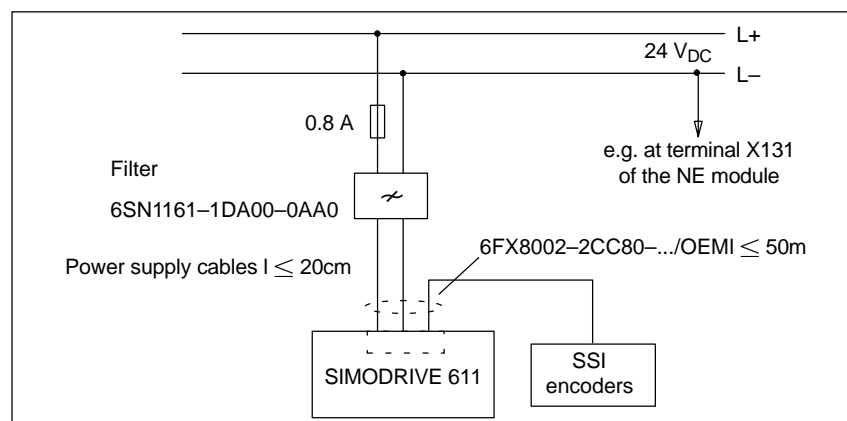 L+
24 VDC
L–
0.8 A
e.g. at terminal X131
of the NE module
Filter
6SN1161–1DA00–0AA0
6FX8002–2CC80–.../OEMI ≤ 50m
Power supply cables l ≤ 20cm
SIMODRIVE 611
SSI
encoders